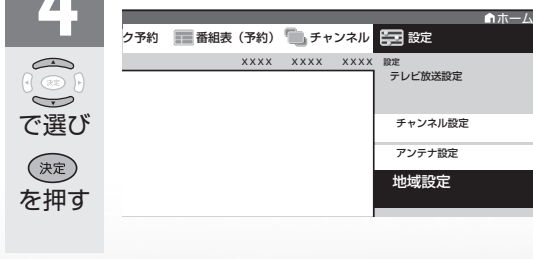 4
決定
で選び
決定
を押す
ホーム
ク予約 番組表（予約） チャンネル 設定
XXXX XXXX XXXX 設定
テレビ放送設定
チャンネル設定
アンテナ設定
地域設定